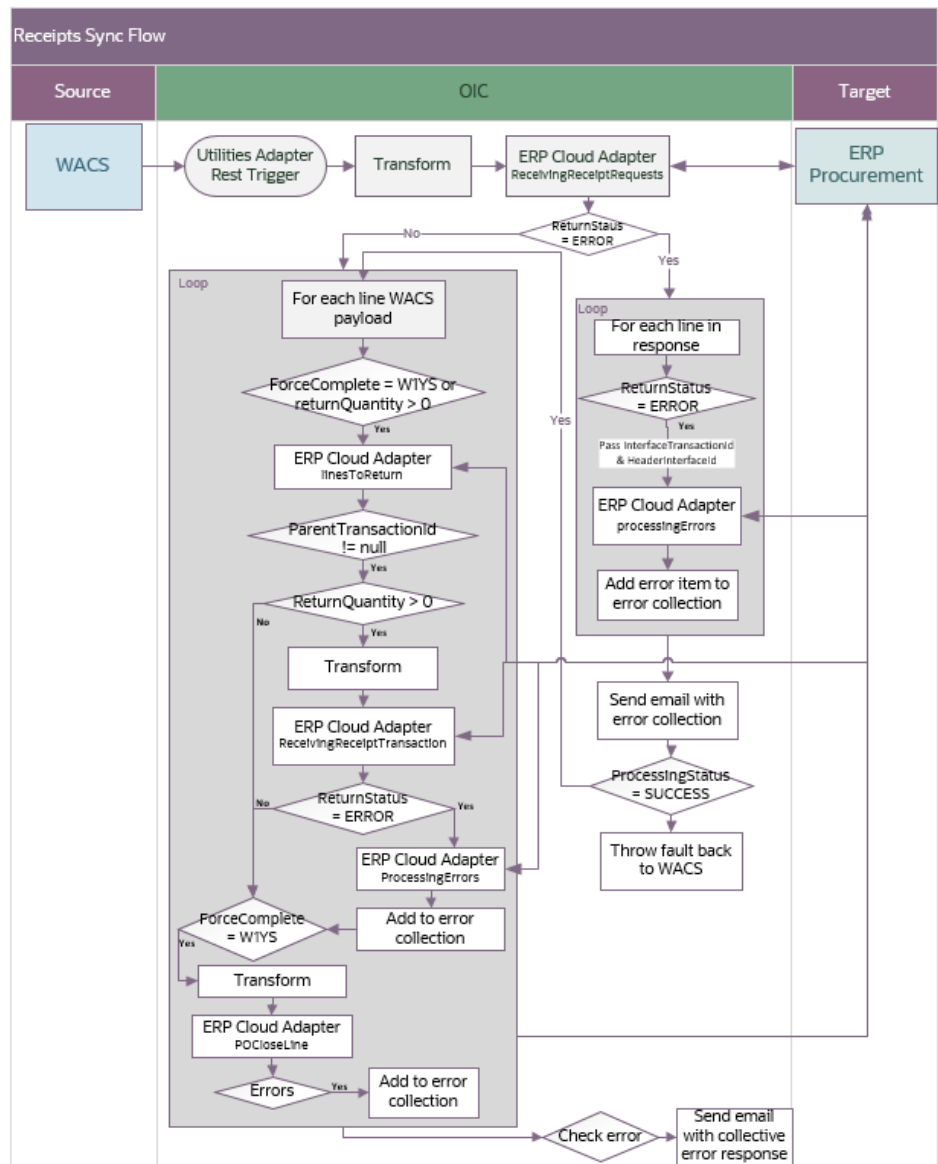 Receipts Sync Flow
Source
OIC
Target
WACS
Utilities Adapter
Rest Trigger
Transform
ERP Cloud Adapter
ReceivingReceiptRequests
ERP
Procurement
ReturnStaus
= ERROR
No
Yes
Loop
For each line WACS
payload
ForceComplete = W1YS or
returnQuantity > 0
Yes
ERP Cloud Adapter
linesToReturn
ParentTransactionId
!= null
Yes
ReturnQuantity > 0
No
Yes
Transform
ERP Cloud Adapter
ReceivingReceiptTransaction
ReturnStatus
= ERROR
No
Yes
ERP Cloud Adapter
ProcessingErrors
Add to error
collection
ForceComplete
= W1YS
Yes
Transform
ERP Cloud Adapter
POCloseLine
Errors
Yes
Add to error
collection
Loop
For each line in
response
ReturnStatus
= ERROR
Yes
Pass InterfaceTransactionId
& HeaderInterfaceId
ERP Cloud Adapter
processingErrors
Add error item to
error collection
Send email with
error collection
ProcessingStatus
= SUCCESS
Yes
Throw fault back
to WACS
Check error
Send email
with collective
error response